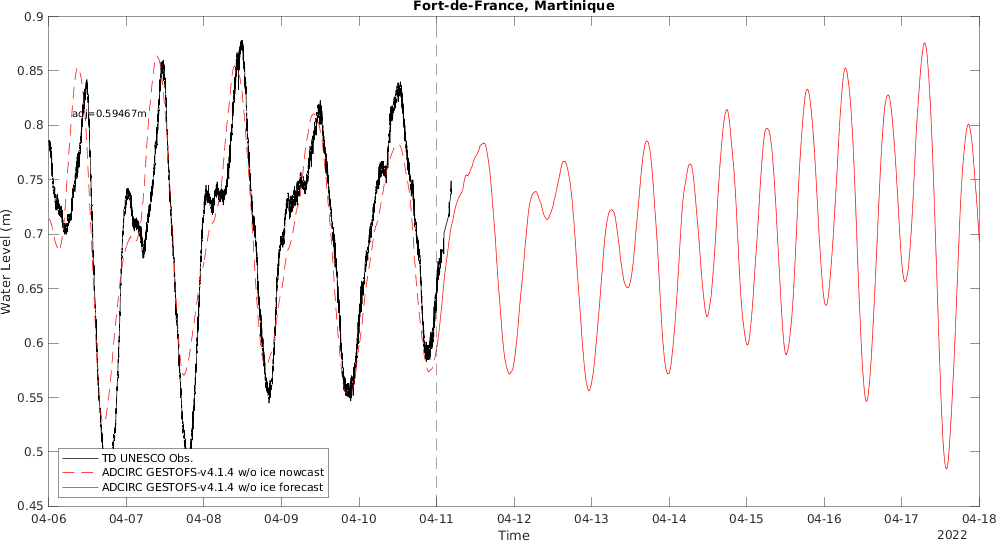 Fort-de-France, Martinique
0.9
0.85
0.8
0.75
0.7
0.65
0.6
0.55
0.5
0.45
Water Level (m)
adj=0.59467m
TD UNESCO Obs.
ADCIRC GESTOFS-v4.1.4 w/o ice nowcast
ADCIRC GESTOFS-v4.1.4 w/o ice forecast
04-06 04-07 04-08 04-09 04-10 04-11 04-12 04-13 04-14 04-15 04-16 04-17 04-18
Time
2022